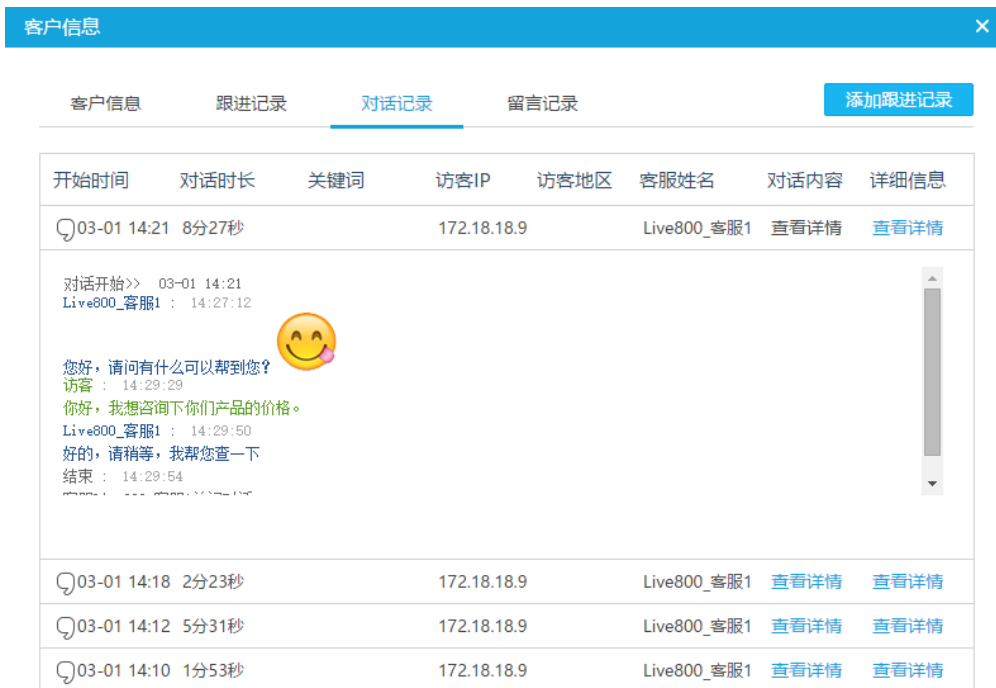 客户信息 ×
客户信息 跟进记录 对话记录 留言记录 添加跟进记录
开始时间 对话时长 关键词 访客IP 访客地区 客服姓名 对话内容 详细信息
03-01 14:21 8分27秒 172.18.18.9 Live800_客服1 查看详情 查看详情
对话开始>> 03-01 14:21
Live800_客服1 : 14:27:12
您好，请问有什么可以帮到您？
访客 : 14:29:29
你好，我想咨询下你们产品的价格。
Live800_客服1 : 14:29:50
好的，请稍等，我帮您查一下
结束 : 14:29:54
03-01 14:18 2分23秒 172.18.18.9 Live800_客服1 查看详情 查看详情
03-01 14:12 5分31秒 172.18.18.9 Live800_客服1 查看详情 查看详情
03-01 14:10 1分53秒 172.18.18.9 Live800_客服1 查看详情 查看详情